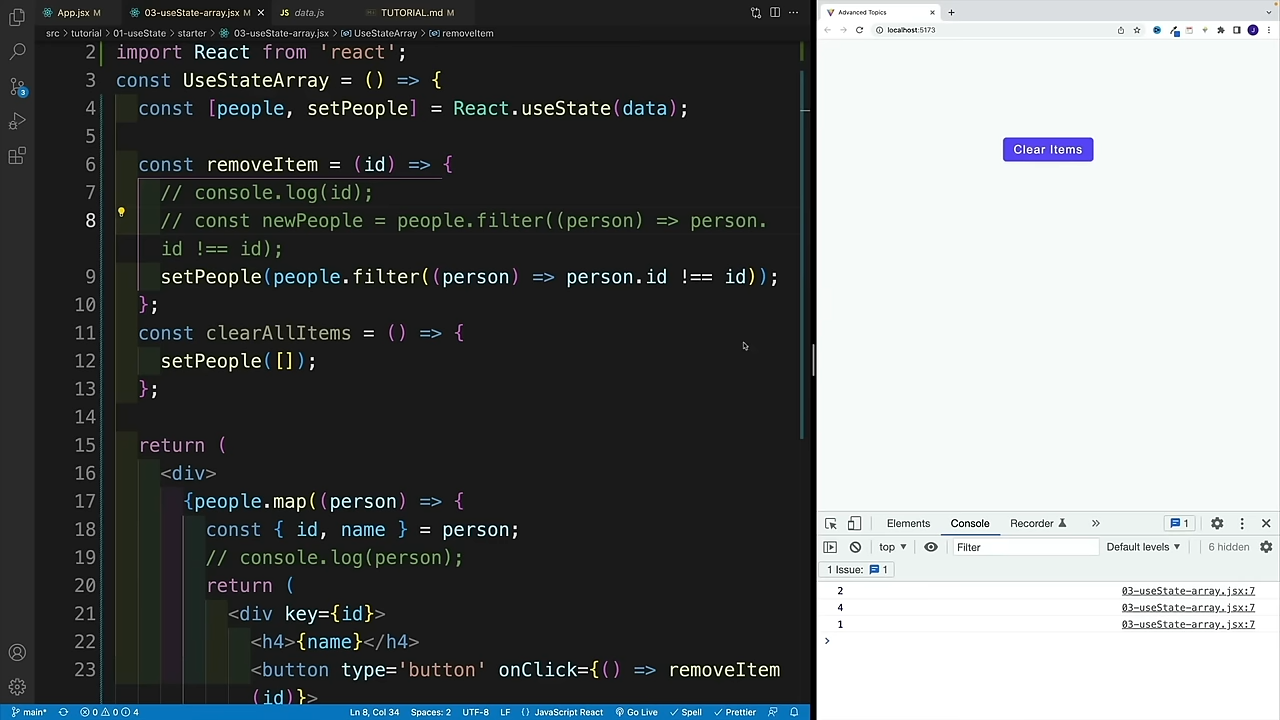 App.jsx M
03-useState-array.jsx M
data.js
TUTORIAL.md M
src > tutorial >
03-useState-array.jsx > UseStateArray > removeItem
2 import React from 'react';
3 const UseStateArray = () => {
4 const [people, setPeople] = React.useState(data);
5
6 const removeItem = (id) => {
7 // console.log(id);
8 // const newPeople = people.filter((person) => person.
id !== id);
9 setPeople(people.filter((person) => person.id !== id));
10 };
11 const clearAllItems = () => {
12 setPeople([]);
13 };
14
15 return (
16 <div>
17 {people.map((person) => {
18 const { id, name } = person;
19 // console.log(person);
20 return (
21 <div key={id}>
22 <h4>{name}</h4>
23 <button type='button' onClick={() => removeItem
(id)}>
3
main*
0 0 4
Ln 8, Col 34 Spaces: 2 UTF-8 LF {} JavaScript React Go Live Spell Prettier
Advanced Topics
localhost:5173
J
Clear Items
Elements Console Recorder 1
top Filter Default levels 6 hidden
1 Issue: 1
2 03-useState-array.jsx:7
4 03-useState-array.jsx:7
1 03-useState-array.jsx:7